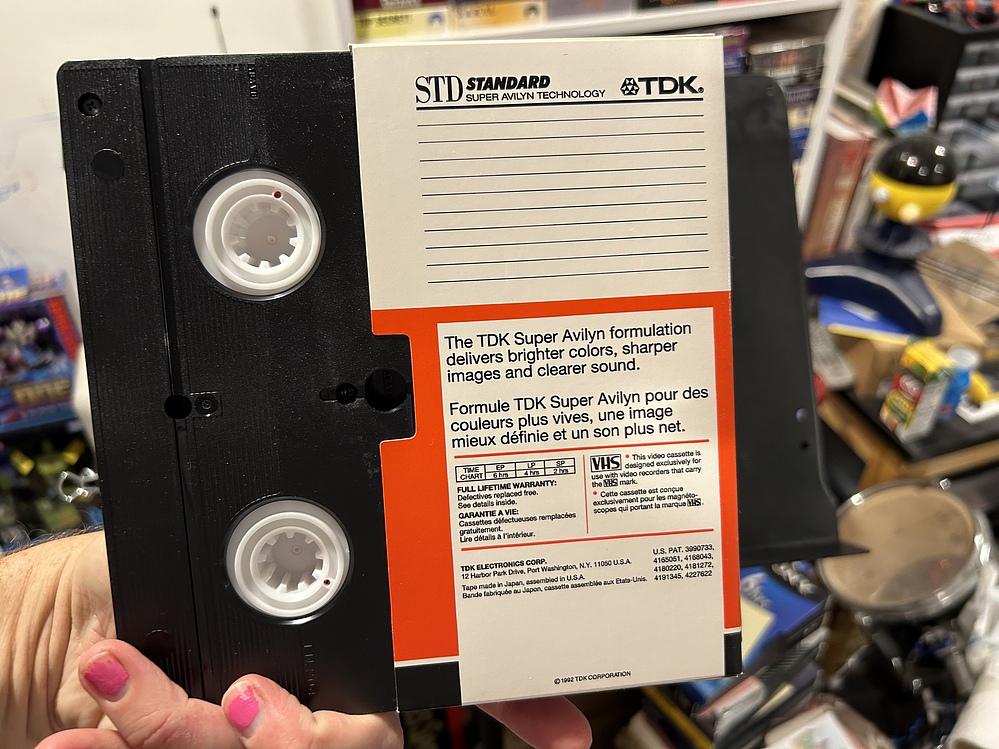 STD STANDARD TDK®
SUPER AVILYN TECHNOLOGY
The TDK Super Avilyn formulation
delivers brighter colors, sharper
images and clearer sound.
Formule TDK Super Avilyn pour des
couleurs plus vives, une image
mieux définie et un son plus net.
TIME CHART EP 6 hrs LP 4 hrs SP 2 hrs
FULL LIFETIME WARRANTY:
Defectives replaced free.
See details inside.
GARANTIE A VIE:
Cassettes défectueuses remplacées
gratuitement.
Lire détails à l'intérieur.
VHS * This video cassette is
designed exclusively for
use with video recorders that carry
the VHS mark.
* Cette cassette est conçue
exclusivement pour les magnéto-
scopes qui portant la marque VHS.
TDK ELECTRONICS CORP.
12 Harbor Park Drive, Port Washington, N.Y. 11050 U.S.A.
Tape made in Japan, assembled in U.S.A.
Bande fabriquée au Japon, cassette assemblée aux Etats-Unis.
U.S. PAT. 3990733,
4165051, 4168043,
4180220, 4181272,
4191345, 4227622
© 1992 TDK CORPORATION